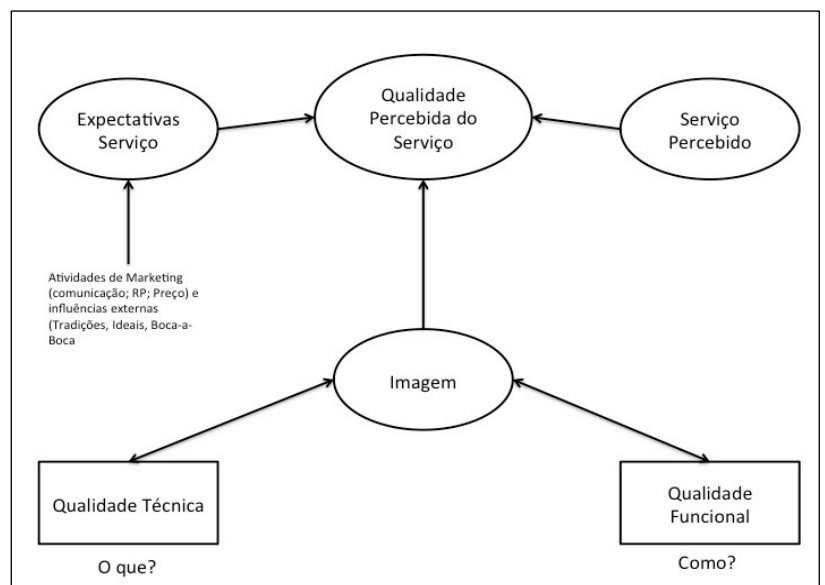 Expectativas
Serviço
Qualidade
Percebida do
Serviço
Serviço
Percebido
Atividades de Marketing
(comunicação; RP; Preço) e
influências externas
(Tradições, Ideais, Boca-a-
Boca
Imagem
Qualidade Técnica
O que?
Qualidade
Funcional
Como?